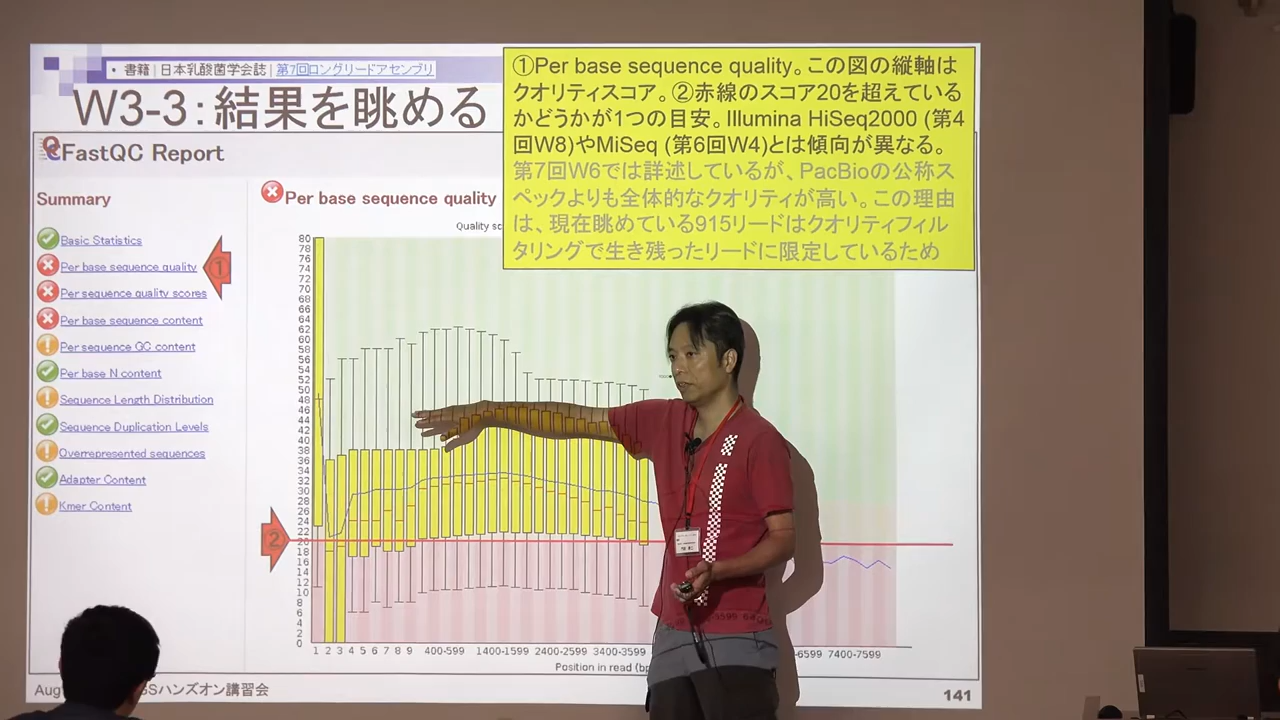 • 書籍 | 日本乳酸菌学会誌 | 第7回ロングリードアセンブリ
W3-3：結果を眺める
①Per base sequence quality。この図の縦軸は
クオリティスコア。②赤線のスコア20を超えている
かどうかが1つの目安。Illumina HiSeq2000 (第4
回W8)やMiSeq (第6回W4)とは傾向が異なる。
第7回W6では詳述しているが、PacBioの公称ス
ペックよりも全体的なクオリティが高い。この理由
は、現在眺めている915リードはクオリティフィル
タリングで生き残ったリードに限定しているため
FastQC Report
Summary
Basic Statistics
Per base sequence quality
①
Per sequence quality scores
Per base sequence content
Per sequence GC content
Per base N content
Sequence Length Distribution
Sequence Duplication Levels
Overrepresented sequences
Adapter Content
Kmer Content
Per base sequence quality
Quality
80
78
76
74
72
70
68
66
64
62
60
58
56
54
52
50
48
46
44
42
40
38
36
34
32
30
28
26
24
22
20
18
16
14
12
10
8
6
4
2
0
②
1 2 3 4 5 6 7 8 9 400-599 1400-1599 2400-2599 3400-3599 7400-7599
Position in read (bp
ハンズオン講習会
141